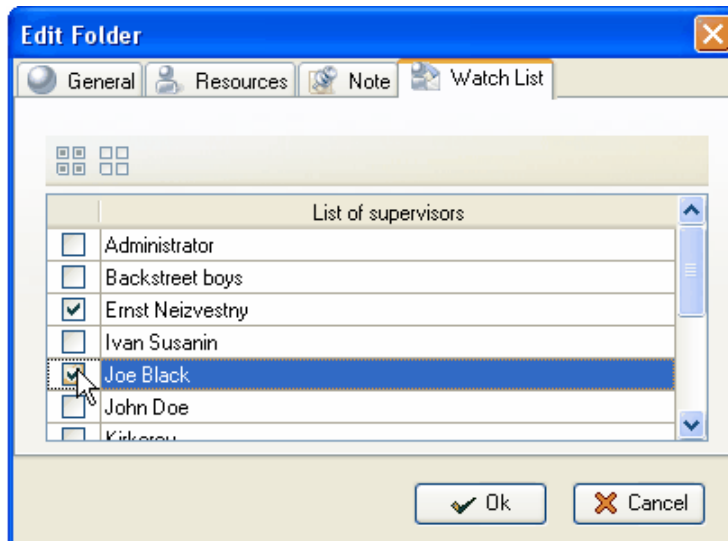 Edit Folder
General Resources Note Watch List
List of supervisors
Administrator
Backstreet boys
Ernst Neizvestny
Ivan Susanin
Joe Black
John Doe
Ok Cancel